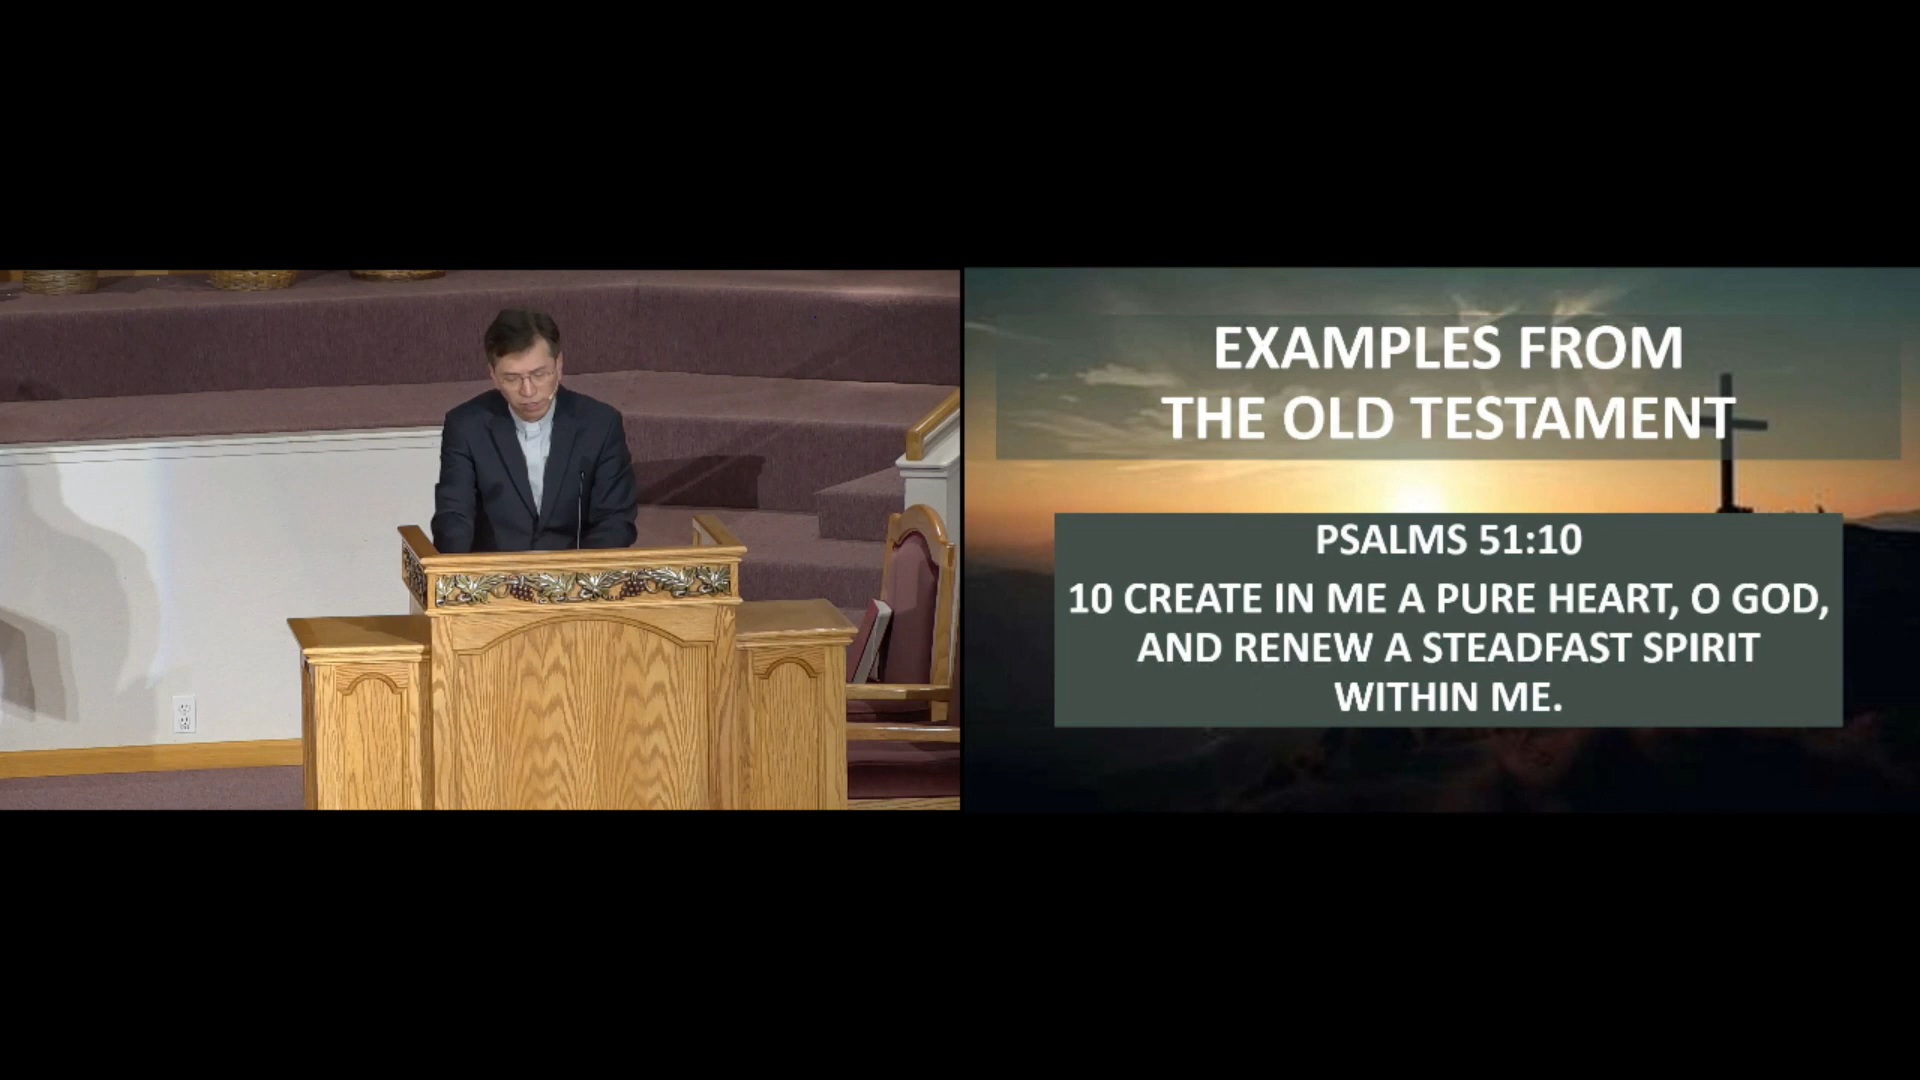 EXAMPLES FROM
THE OLD TESTAMENT
PSALMS 51:10
10 CREATE IN ME A PURE HEART, O GOD,
AND RENEW A STEADFAST SPIRIT
WITHIN ME.